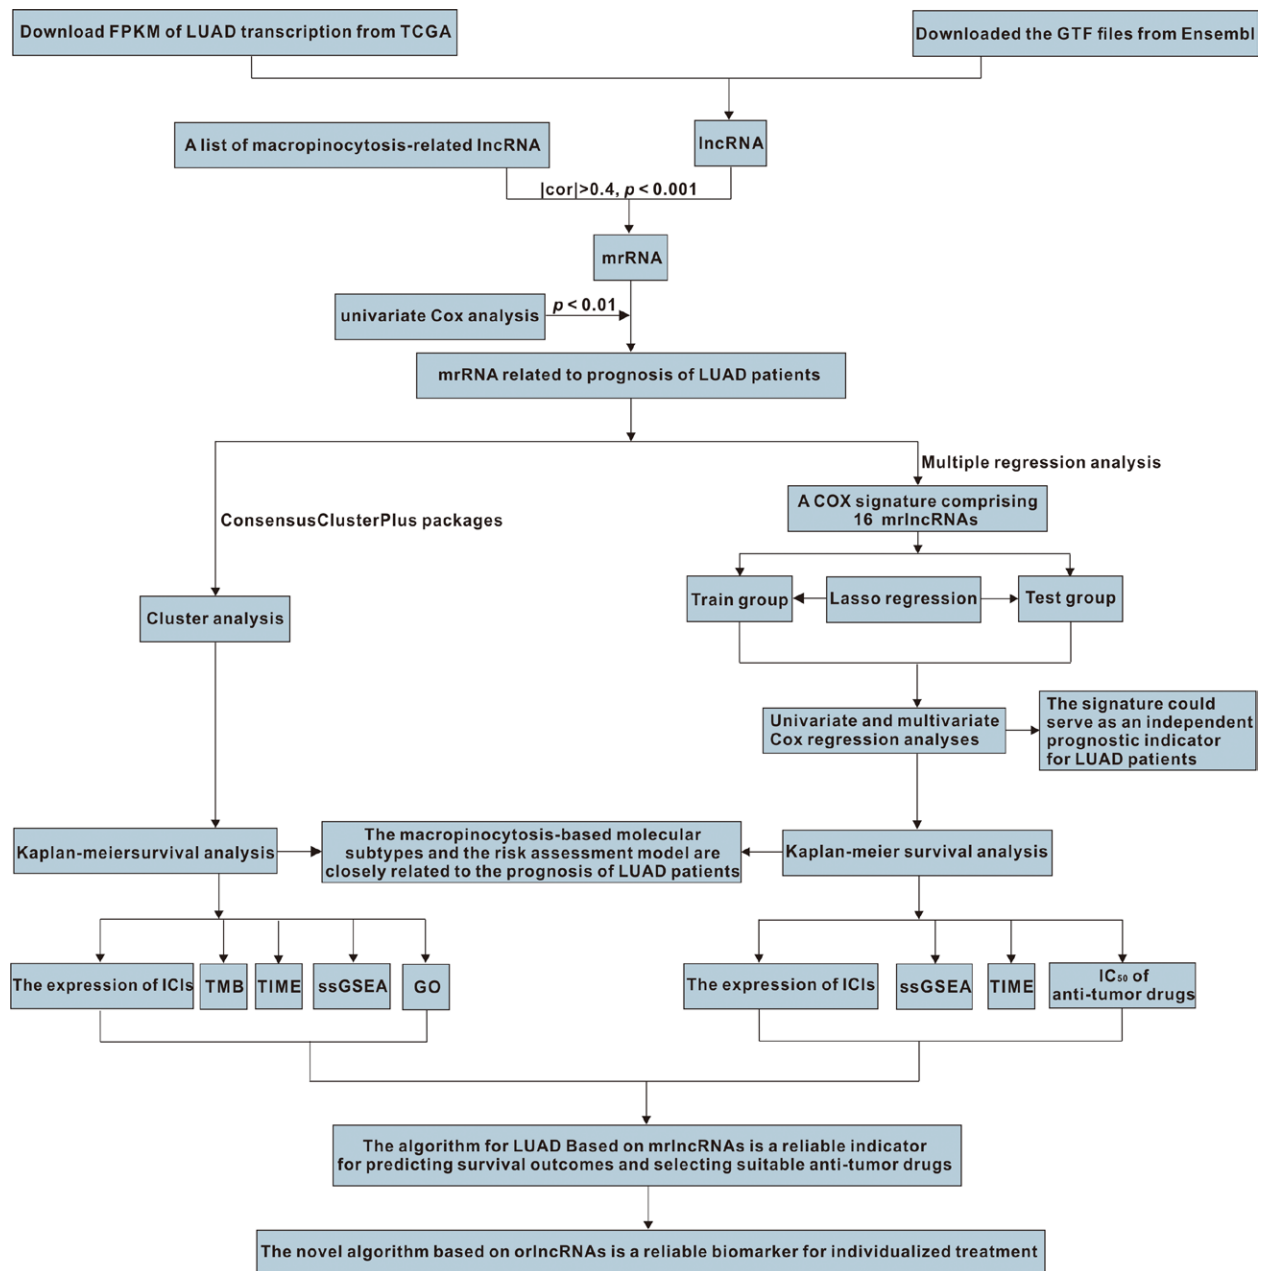 Download FPKM of LUAD transcription from TCGA
Downloaded the GTF files from Ensembl
A list of macropinocytosis-related lncRNA
lncRNA
|cor|>0.4, p < 0.001
mrRNA
univariate Cox analysis
p < 0.01
mrRNA related to prognosis of LUAD patients
Multiple regression analysis
ConsensusClusterPlus packages
A COX signature comprising
16 mrlncRNAs
Train group
Lasso regression
Test group
Cluster analysis
Univariate and multivariate
Cox regression analyses
The signature could
serve as an independent
prognostic indicator
for LUAD patients
Kaplan-meiersurvival analysis
The macropinocytosis-based molecular
subtypes and the risk assessment model are
closely related to the prognosis of LUAD patients
Kaplan-meier survival analysis
The expression of ICIs
TMB
TIME
ssGSEA
GO
The expression of ICIs
ssGSEA
TIME
IC₅₀ of
anti-tumor drugs
The algorithm for LUAD Based on mrlncRNAs is a reliable indicator
for predicting survival outcomes and selecting suitable anti-tumor drugs
The novel algorithm based on orlncRNAs is a reliable biomarker for individualized treatment